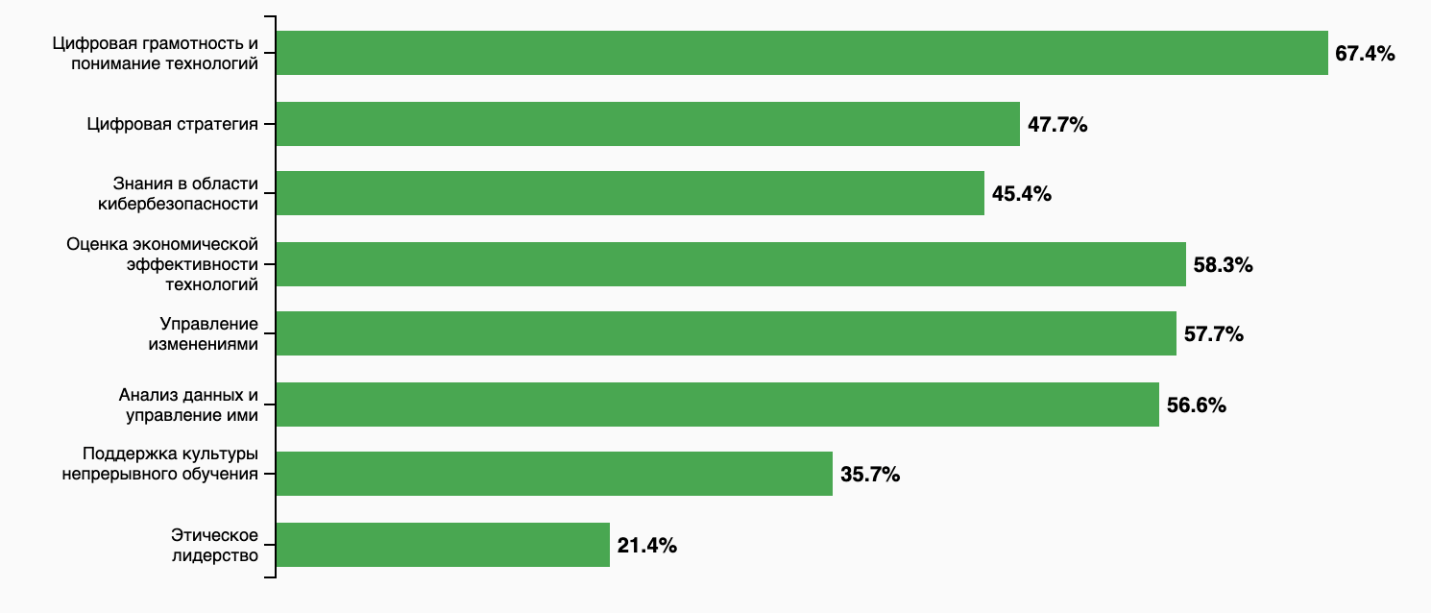 Цифровая грамотность и
понимание технологий
67.4%
Цифровая стратегия
47.7%
Знания в области
кибербезопасности
45.4%
Оценка экономической
эффективности
технологий
58.3%
Управление
изменениями
57.7%
Анализ данных и
управление ими
56.6%
Поддержка культуры
непрерывного обучения
35.7%
Этическое
лидерство
21.4%